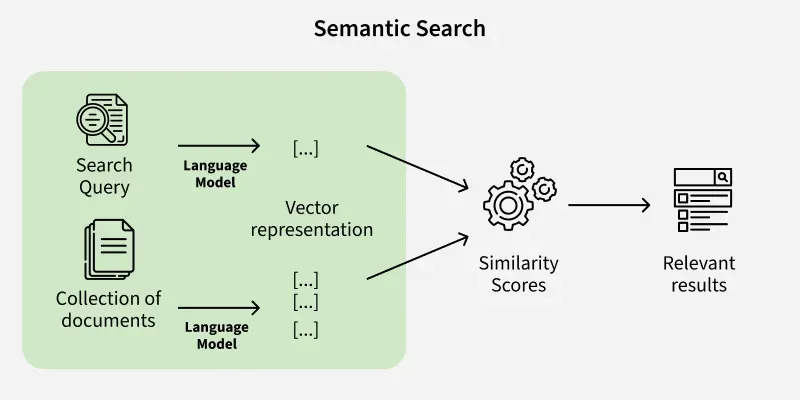 Semantic Search
Search
Query
Language
Model
[...]
Vector
representation
Collection of
documents
Language
Model
[...]
[...]
[...]
Similarity
Scores
Relevant
results